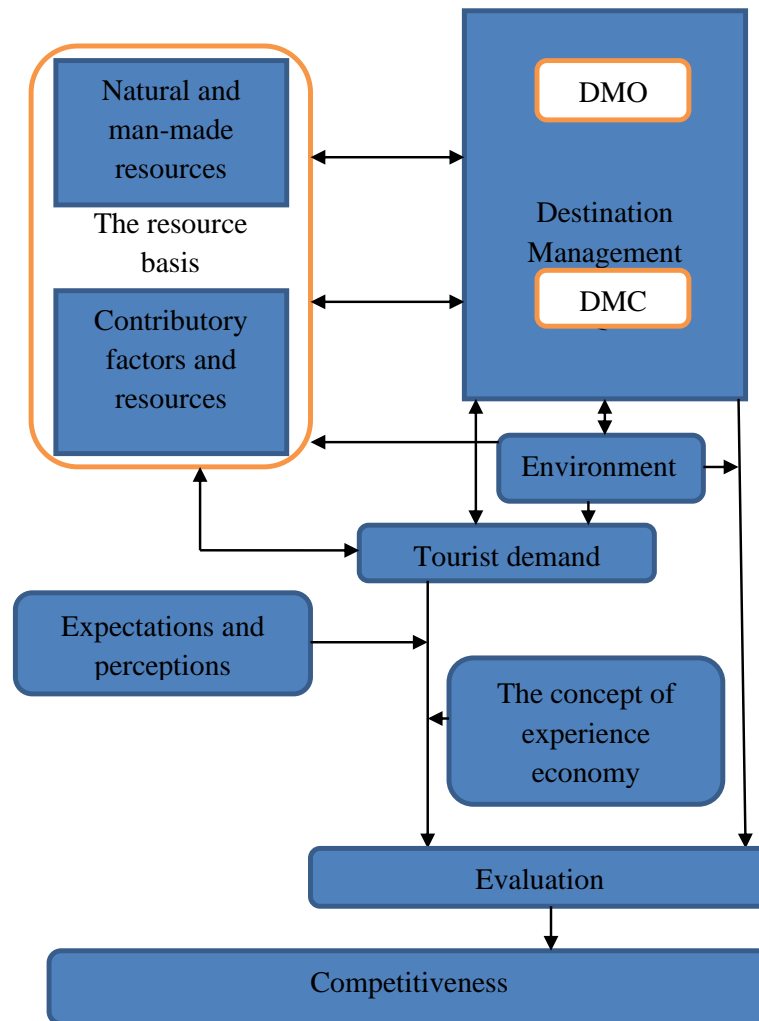 Natural and
man-made
resources
The resource
basis
Contributory
factors and
resources
DMO
Destination
Management
DMC
Environment
Tourist demand
Expectations and
perceptions
The concept of
experience
economy
Evaluation
Competitiveness